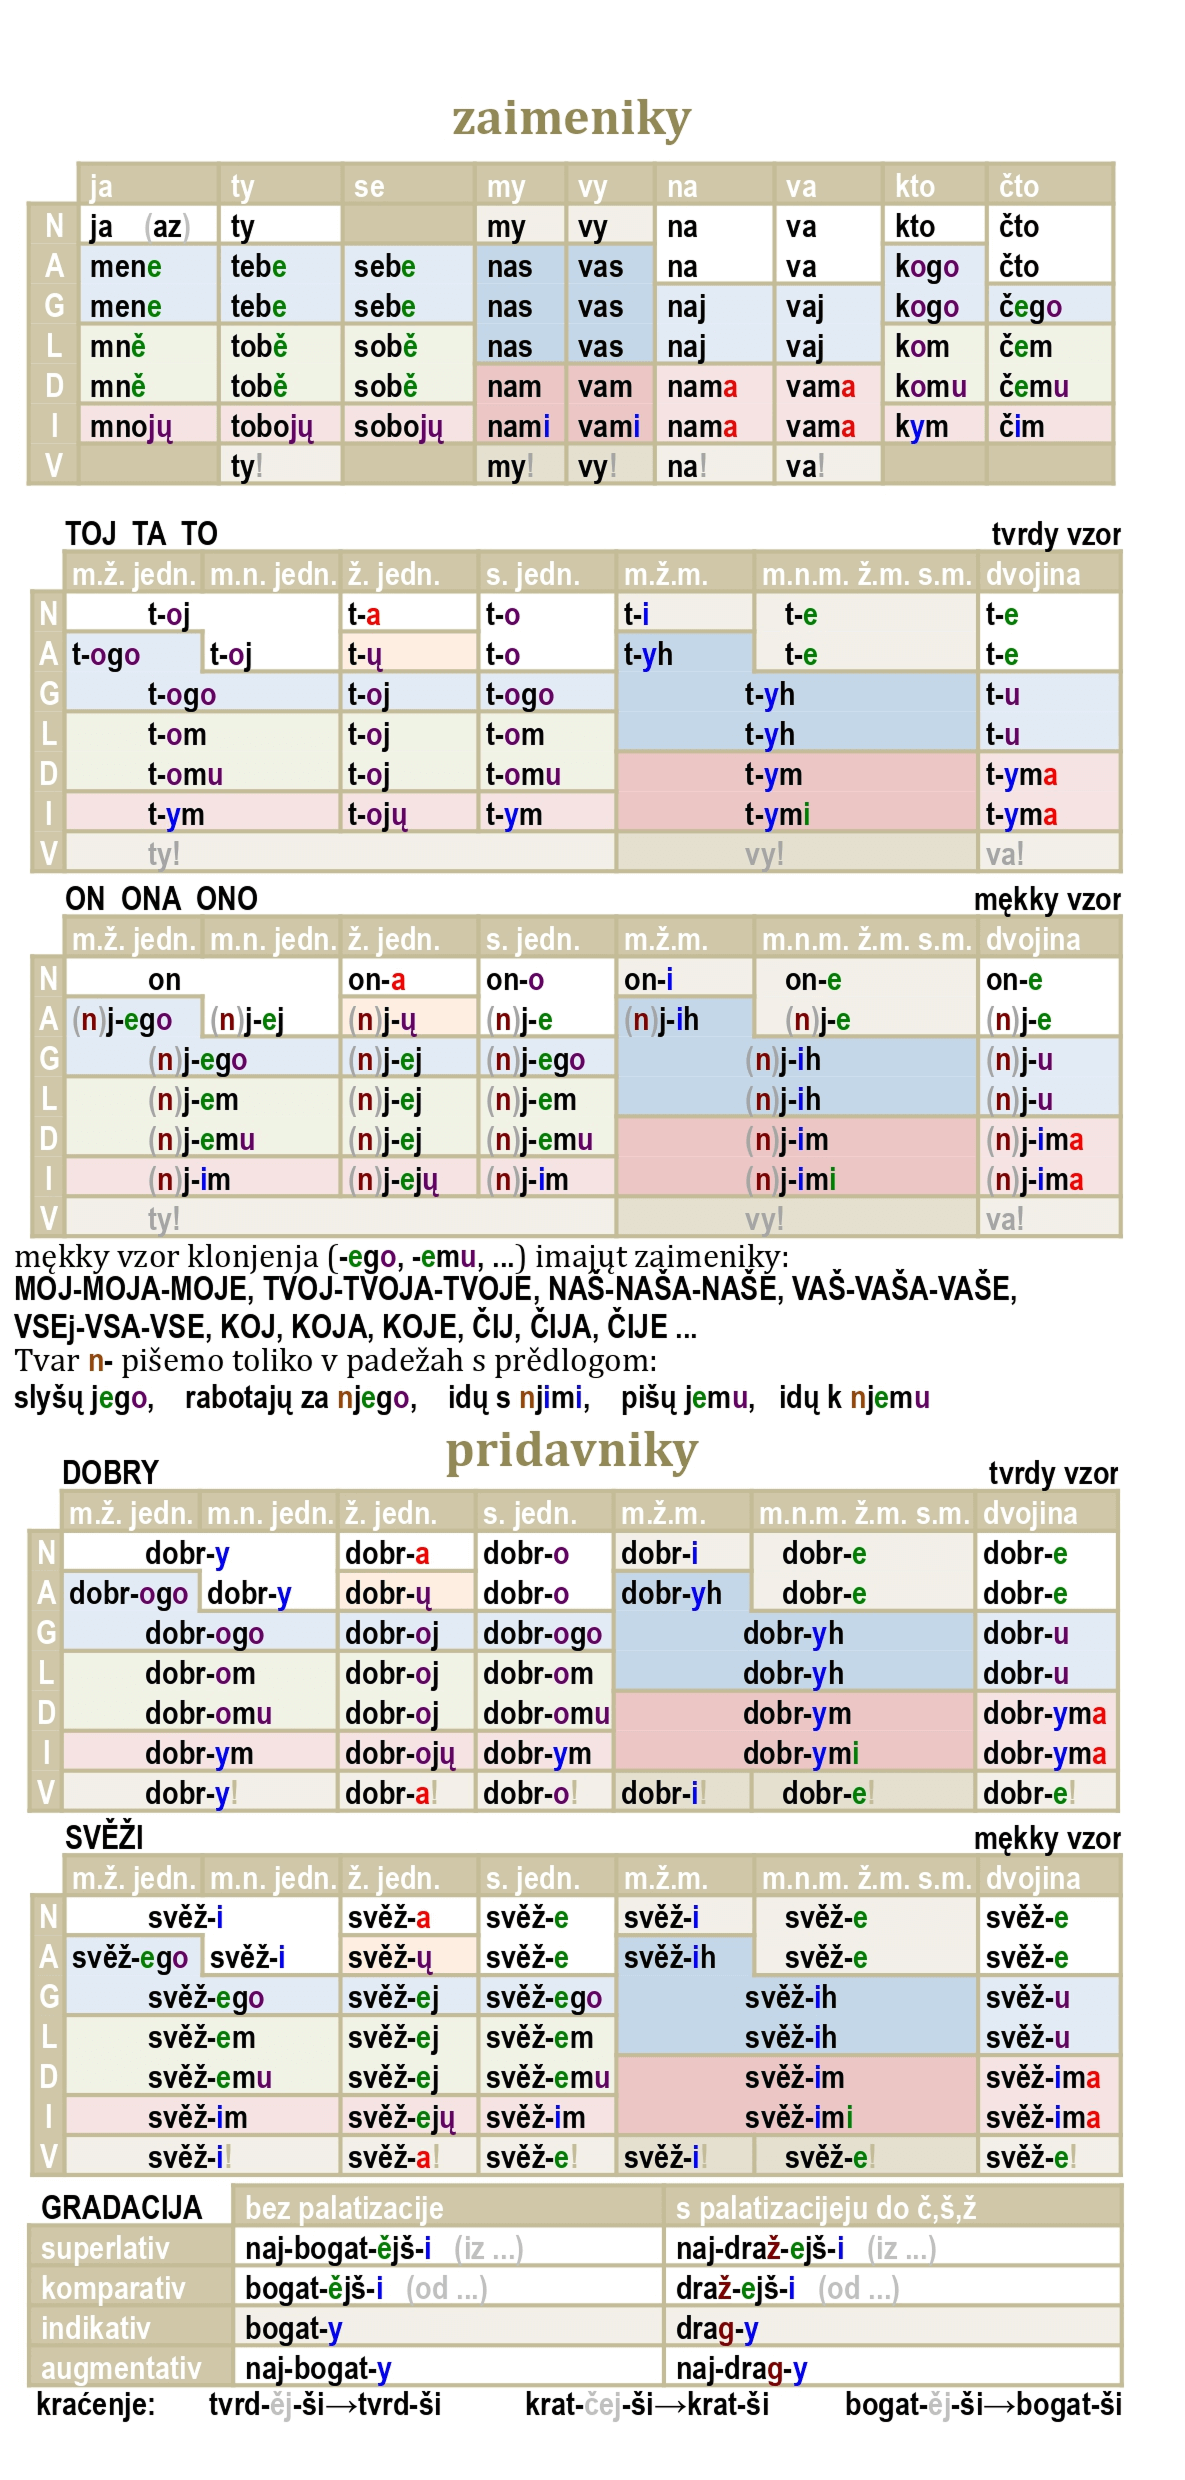 zaimeniky
ja ty se my vy na va kto čto
N ja (az) ty my vy na va kto čto
A mene tebe sebe nas vas na va kogo čto
G mene tebe sebe nas vas naj vaj kogo čego
L mně tobě sobě nas vas naj vaj kom čem
D mně tobě sobě nam vam nama vama komu čemu
I mnojų tobojų sobojų nami vami nama vama kym čim
V ty! my! vy! na! va!
TOJ TA TO tvrdy vzor
m.ž. jedn. m.n. jedn. ž. jedn. s. jedn. m.ž.m. m.n.m. ž.m. s.m. dvojina
N t-oj t-a t-o t-i t-e t-e
A t-ogo t-oj t-ų t-o t-yh t-e t-e
G t-ogo t-oj t-ogo t-yh t-u
L t-om t-oj t-om t-yh t-u
D t-omu t-oj t-omu t-ym t-yma
I t-ym t-ojų t-ym t-ymi t-yma
V ty! vy! va!
ON ONA ONO mękky vzor
m.ž. jedn. m.n. jedn. ž. jedn. s. jedn. m.ž.m. m.n.m. ž.m. s.m. dvojina
N on on-a on-o on-i on-e on-e
A (n)j-ego (n)j-ej (n)j-ų (n)j-e (n)j-ih (n)j-e (n)j-e
G (n)j-ego (n)j-ej (n)j-ego (n)j-ih (n)j-u
L (n)j-em (n)j-ej (n)j-em (n)j-ih (n)j-u
D (n)j-emu (n)j-ej (n)j-emu (n)j-im (n)j-ima
I (n)j-im (n)j-ejų (n)j-im (n)j-imi (n)j-ima
V ty! vy! va!
mękky vzor klonjenja (-ego, -emu, ...) imajųt zaimeniky:
MOJ-MOJA-MOJE, TVOJ-TVOJA-TVOJE, NAŠ-NAŠA-NAŠE, VAŠ-VAŠA-VAŠE,
VSEj-VSA-VSE, KOJ, KOJA, KOJE, ČIJ, ČIJA, ČIJE ...
Tvar n- pišemo toliko v padežah s prědlogom:
slyšų jego, rabotajų za njego, idų s njimi, pišų jemu, idų k njemu
pridavniky
DOBRY tvrdy vzor
m.ž. jedn. m.n. jedn. ž. jedn. s. jedn. m.ž.m. m.n.m. ž.m. s.m. dvojina
N dobr-y dobr-a dobr-o dobr-i dobr-e dobr-e
A dobr-ogo dobr-y dobr-ų dobr-o dobr-yh dobr-e dobr-e
G dobr-ogo dobr-oj dobr-ogo dobr-yh dobr-u
L dobr-om dobr-oj dobr-om dobr-yh dobr-u
D dobr-omu dobr-oj dobr-omu dobr-ym dobr-yma
I dobr-ym dobr-ojų dobr-ym dobr-ymi dobr-yma
V dobr-y! dobr-a! dobr-o! dobr-i! dobr-e! dobr-e!
SVĚŽI mękky vzor
m.ž. jedn. m.n. jedn. ž. jedn. s. jedn. m.ž.m. m.n.m. ž.m. s.m. dvojina
N svěž-i svěž-a svěž-e svěž-i svěž-e svěž-e
A svěž-ego svěž-i svěž-ų svěž-e svěž-ih svěž-e svěž-e
G svěž-ego svěž-ej svěž-ego svěž-ih svěž-u
L svěž-em svěž-ej svěž-em svěž-ih svěž-u
D svěž-emu svěž-ej svěž-emu svěž-im svěž-ima
I svěž-im svěž-ejų svěž-im svěž-imi svěž-ima
V svěž-i! svěž-a! svěž-e! svěž-i! svěž-e! svěž-e!
GRADACIJA bez palatizacije s palatizacijeju do č,š,ž
superlativ naj-bogat-ějš-i (iz ...) naj-draž-ejš-i (iz ...)
komparativ bogat-ějš-i (od ...) draž-ejš-i (od ...)
indikativ bogat-y drag-y
augmentativ naj-bogat-y naj-drag-y
kraćenje: tvrd-ěj-ši→tvrd-ši krat-čej-ši→krat-ši bogat-ěj-ši→bogat-ši